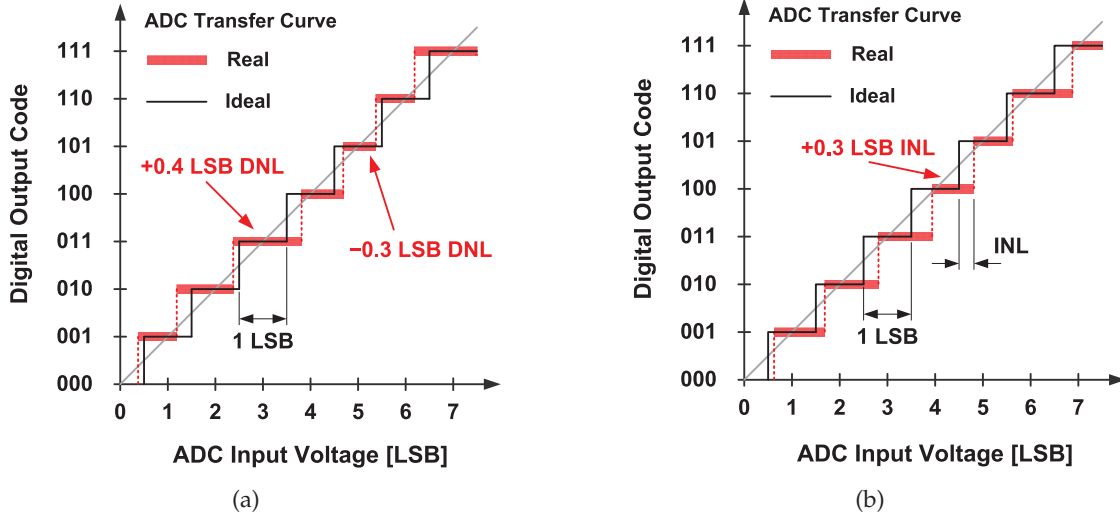 ADC Transfer Curve
Real
Ideal
Digital Output Code
111
110
101
100
011
010
001
000
+0.4 LSB DNL
−0.3 LSB DNL
1 LSB
0 1 2 3 4 5 6 7
ADC Input Voltage [LSB]
(a)
ADC Transfer Curve
Real
Ideal
Digital Output Code
111
110
101
100
011
010
001
000
+0.3 LSB INL
INL
1 LSB
0 1 2 3 4 5 6 7
ADC Input Voltage [LSB]
(b)